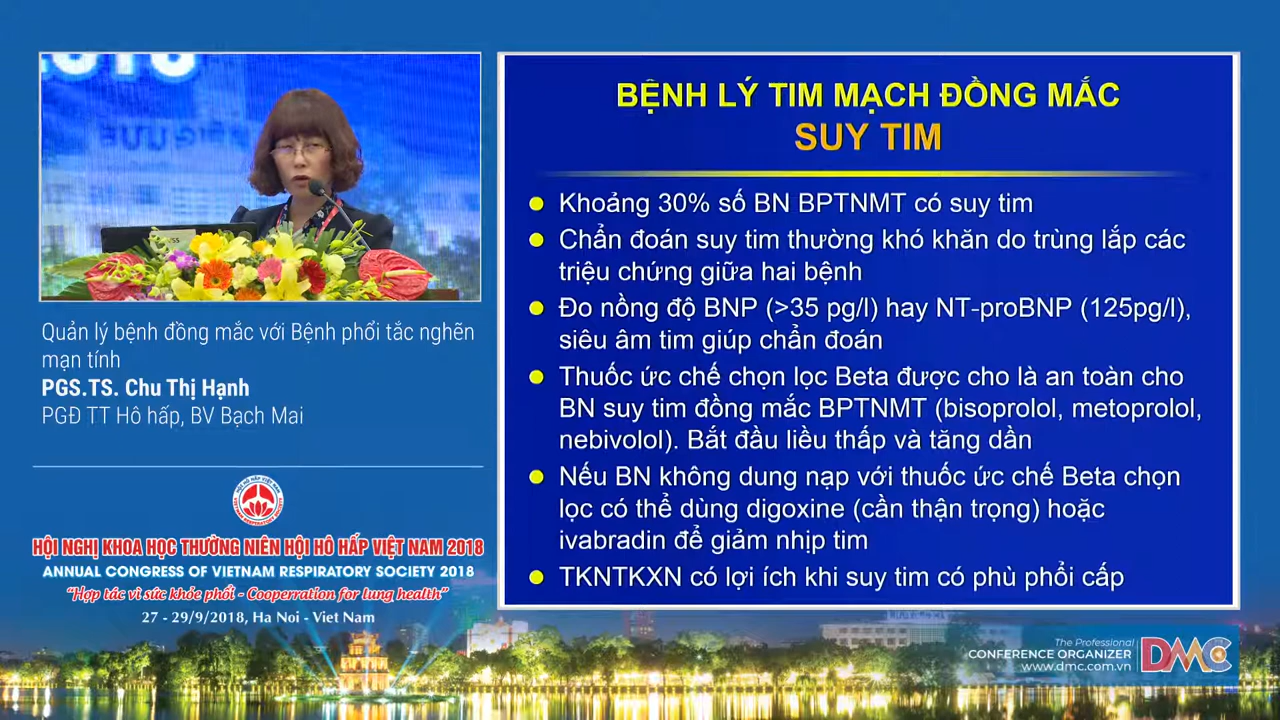 Quản lý bệnh đồng mắc với Bệnh phổi tắc nghẽn
mạn tính
PGS.TS. Chu Thị Hạnh
PGĐ TT Hô hấp, BV Bạch Mai
HỘI NGHỊ KHOA HỌC THƯỜNG NIÊN HỘI HÔ HẤP VIỆT NAM 2018
ANNUAL CONGRESS OF VIETNAM RESPIRATORY SOCIETY 2018
"Hợp tác vì sức khỏe phổi - Cooperration for lung health"
27 - 29/9/2018, Ha Noi - Viet Nam
BỆNH LÝ TIM MẠCH ĐỒNG MẮC
SUY TIM
Khoảng 30% số BN BPTNMT có suy tim
Chẩn đoán suy tim thường khó khăn do trùng lắp các
triệu chứng giữa hai bệnh
Đo nồng độ BNP (>35 pg/l) hay NT-proBNP (125pg/l),
siêu âm tim giúp chẩn đoán
Thuốc ức chế chọn lọc Beta được cho là an toàn cho
BN suy tim đồng mắc BPTNMT (bisoprolol, metoprolol,
nebivolol). Bắt đầu liều thấp và tăng dần
Nếu BN không dung nạp với thuốc ức chế Beta chọn
lọc có thể dùng digoxine (cần thận trọng) hoặc
ivabradin để giảm nhịp tim
TKNTKXN có lợi ích khi suy tim có phù phổi cấp
The Professional
CONFERENCE ORGANIZER
www.dmc.com.vn
DMC